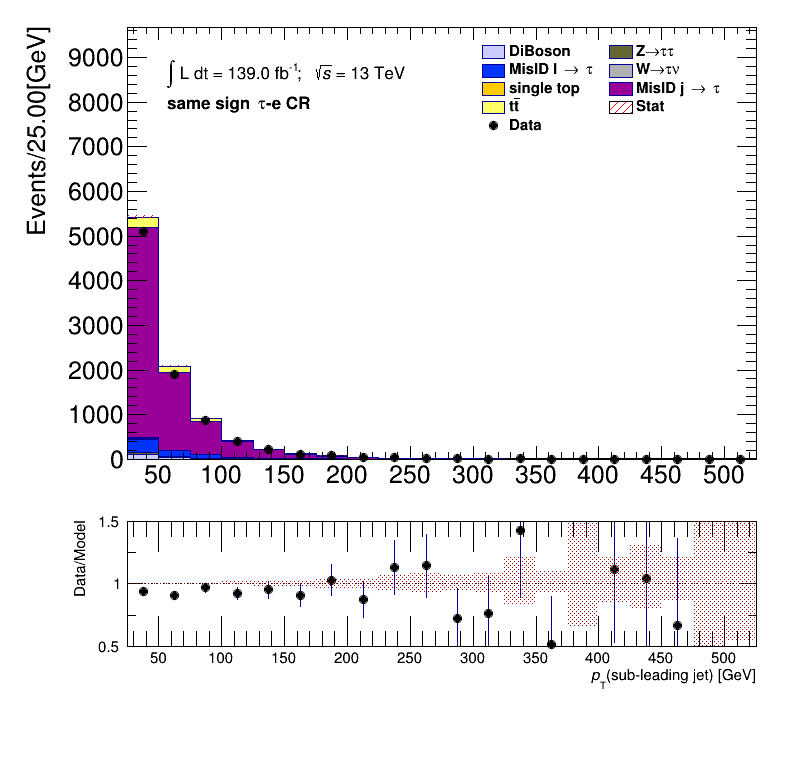 Events/25.00[GeV]
9000
8000
7000
6000
5000
4000
3000
2000
1000
0
∫ L dt = 139.0 fb⁻¹; √s = 13 TeV
same sign τ-e CR
DiBoson
MisID l → τ
single top
tt̄
Data
Z→ττ
W→τν
MisID j → τ
Stat
50 100 150 200 250 300 350 400 450 500
Data/Model
1.5
1
0.5
50 100 150 200 250 300 350 400 450 500
p_T(sub-leading jet) [GeV]